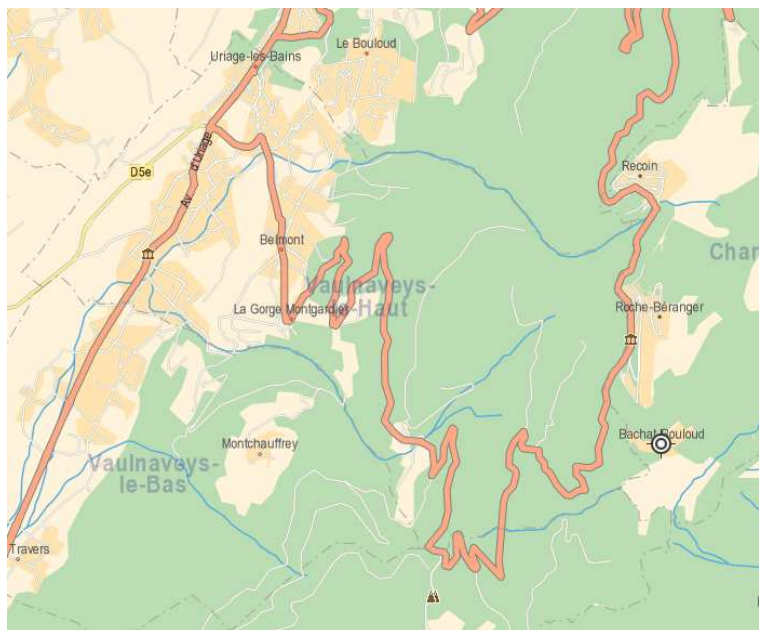 Le Bouloud
Uriage-les-Bains
Av d'Uriage
D5e
Recoin
Belmont
Char
Vaulnaveys-
-Haut
La Gorge Montgardiet
Roche-Béranger
Bachat Bouloud
Montchauffrey
Vaulnaveys-
le-Bas
Travers